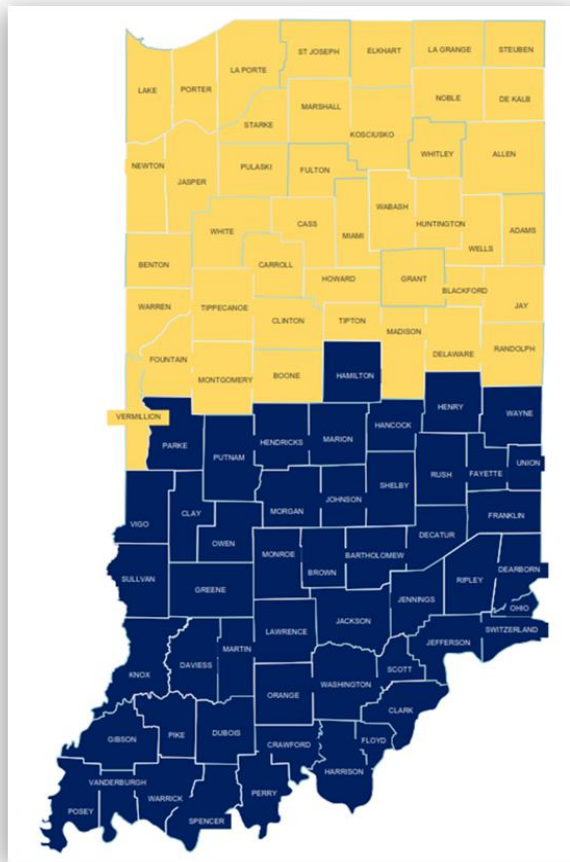 ST JOSEPH
ELKHART
LA GRANGE
STEUBEN
LA PORTE
LAKE
PORTER
NOBLE
DE KALB
MARSHALL
STARKE
KOSCIUSKO
WHITLEY
ALLEN
NEWTON
JASPER
PULASKI
FULTON
WABASH
HUNTINGTON
WELLS
ADAMS
WHITE
CASS
MIAMI
BENTON
CARROLL
HOWARD
GRANT
BLACKFORD
WARREN
TIPPECANOE
JAY
CLINTON
TIPTON
MADISON
DELAWARE
RANDOLPH
FOUNTAIN
MONTGOMERY
BOONE
HAMILTON
VERMILLION
HENRY
WAYNE
PARKE
PUTNAM
HENDRICKS
MARION
HANCOCK
RUSH
FAYETTE
UNION
SHELBY
VIGO
CLAY
MORGAN
JOHNSON
FRANKLIN
OWEN
DECATUR
SULLVAN
MONROE
BROWN
BARTHOLOMEW
DEARBORN
GREENE
JENNINGS
RIPLEY
OHIO
LAWRENCE
JACKSON
SWITZERLAND
JEFFERSON
KNOX
DAVIESS
MARTIN
SCOTT
ORANGE
WASHINGTON
CLARK
GIBSON
PIKE
DUBOIS
CRAWFORD
FLOYD
HARRISON
VANDERBURGH
POSEY
WARRICK
SPENCER
PERRY